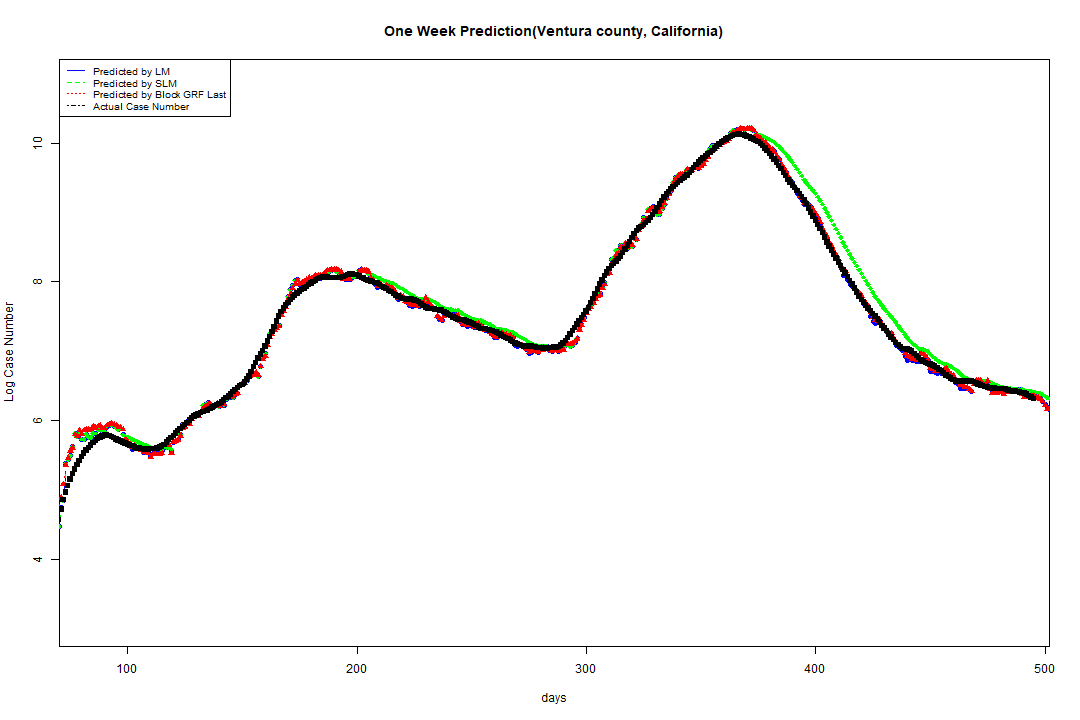 One Week Prediction(Ventura county, California)
Predicted by LM
Predicted by SLM
Predicted by Block GRF Last
Actual Case Number
10
8
6
4
Log Case Number
100 200 300 400 500
days